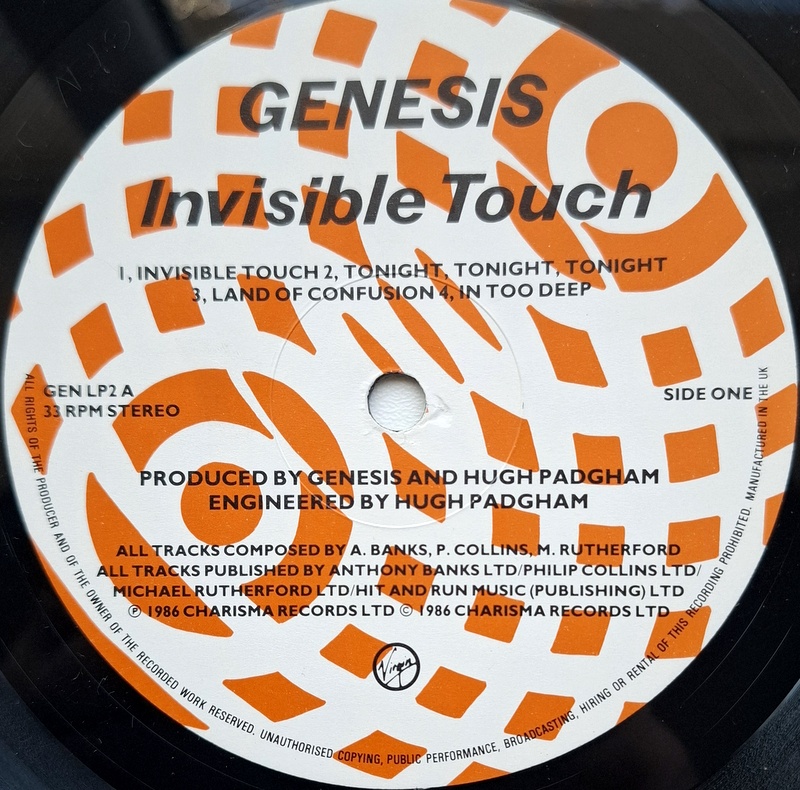 GENESIS
Invisible Touch
1, INVISIBLE TOUCH 2, TONIGHT, TONIGHT, TONIGHT
3, LAND OF CONFUSION 4, IN TOO DEEP
GEN LP2 A
33 RPM STEREO
SIDE ONE
PRODUCED BY GENESIS AND HUGH PADGHAM
ENGINEERED BY HUGH PADGHAM
ALL TRACKS COMPOSED BY A. BANKS, P. COLLINS, M. RUTHERFORD
ALL TRACKS PUBLISHED BY ANTHONY BANKS LTD/PHILIP COLLINS LTD/
MICHAEL RUTHERFORD LTD/HIT AND RUN MUSIC (PUBLISHING) LTD
℗ 1986 CHARISMA RECORDS LTD © 1986 CHARISMA RECORDS LTD
Virgin
ALL RIGHTS OF THE PRODUCER AND OF THE OWNER OF THE RECORDED WORK RESERVED. UNAUTHORISED COPYING, PUBLIC PERFORMANCE, BROADCASTING, HIRING OR RENTAL OF THIS RECORDING PROHIBITED. MANUFACTURED IN THE UK